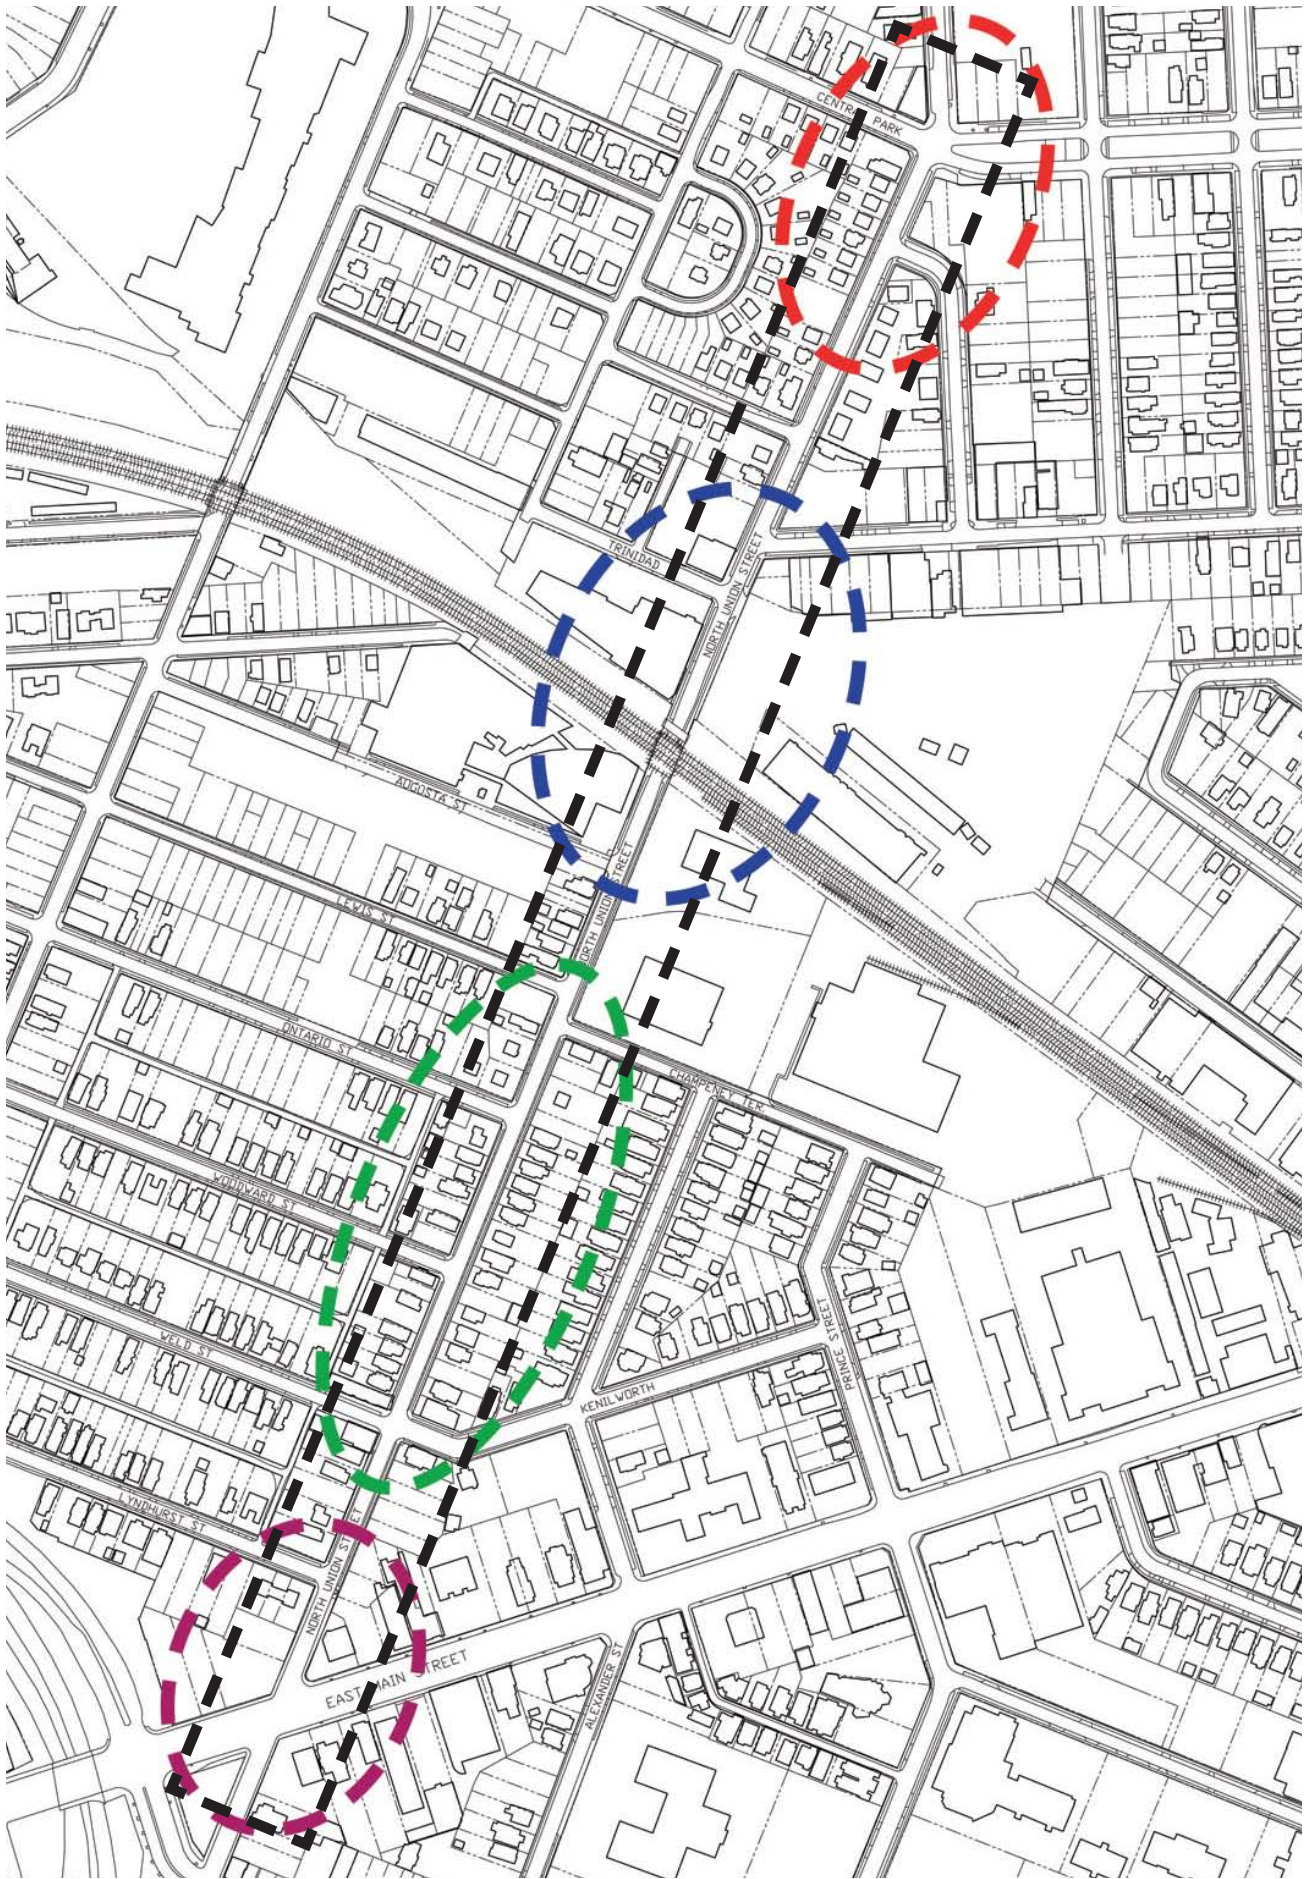 CENTRAL PARK
TRINIDAD
NORTH UNION STREET
AUGUSTA ST
NORTH UNION STREET
LEWIS ST
ONTARIO ST
CHAMPENEY TER
WOODWARD ST
PRINCE STREET
WELD ST
KENILWORTH
LYNDHURST ST
NORTH UNION STREET
EAST MAIN STREET
ALEXANDER ST